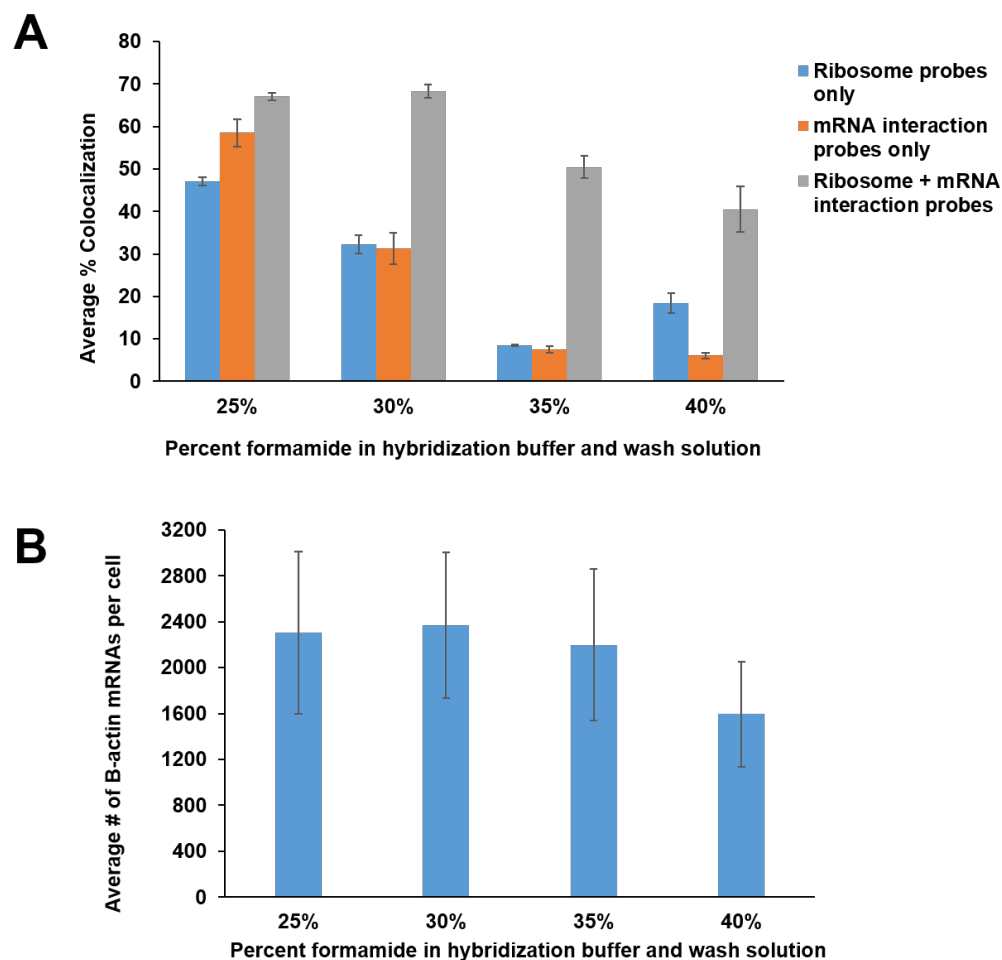 A
80
70
60
50
40
30
20
10
0
Average % Colocalization
25%
30%
35%
40%
Percent formamide in hybridization buffer and wash solution
Ribosome probes
only
mRNA interaction
probes only
Ribosome + mRNA
interaction probes
B
3200
2800
2400
2000
1600
1200
800
400
0
Average # of B-actin mRNAs per cell
25%
30%
35%
40%
Percent formamide in hybridization buffer and wash solution